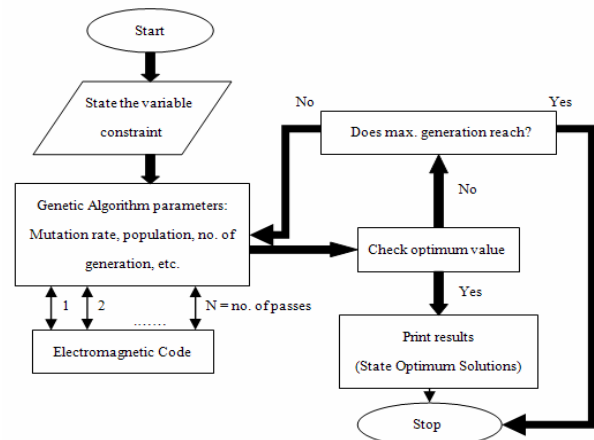 Start
State the variable
constraint
No
Yes
Does max. generation reach?
Genetic Algorithm parameters:
Mutation rate, population, no. of
generation, etc.
No
Check optimum value
Yes
1
2
.......
N = no. of passes
Electromagnetic Code
Print results
(State Optimum Solutions)
Stop